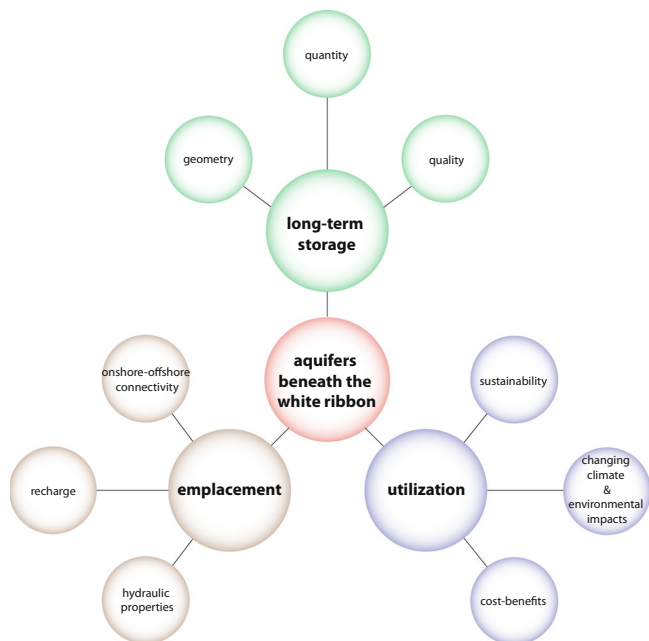 quantity
geometry
quality
long-term
storage
aquifers
beneath the
white ribbon
onshore-offshore
connectivity
sustainability
recharge
emplacement
utilization
changing
climate
&
environmental
impacts
hydraulic
properties
cost-benefits